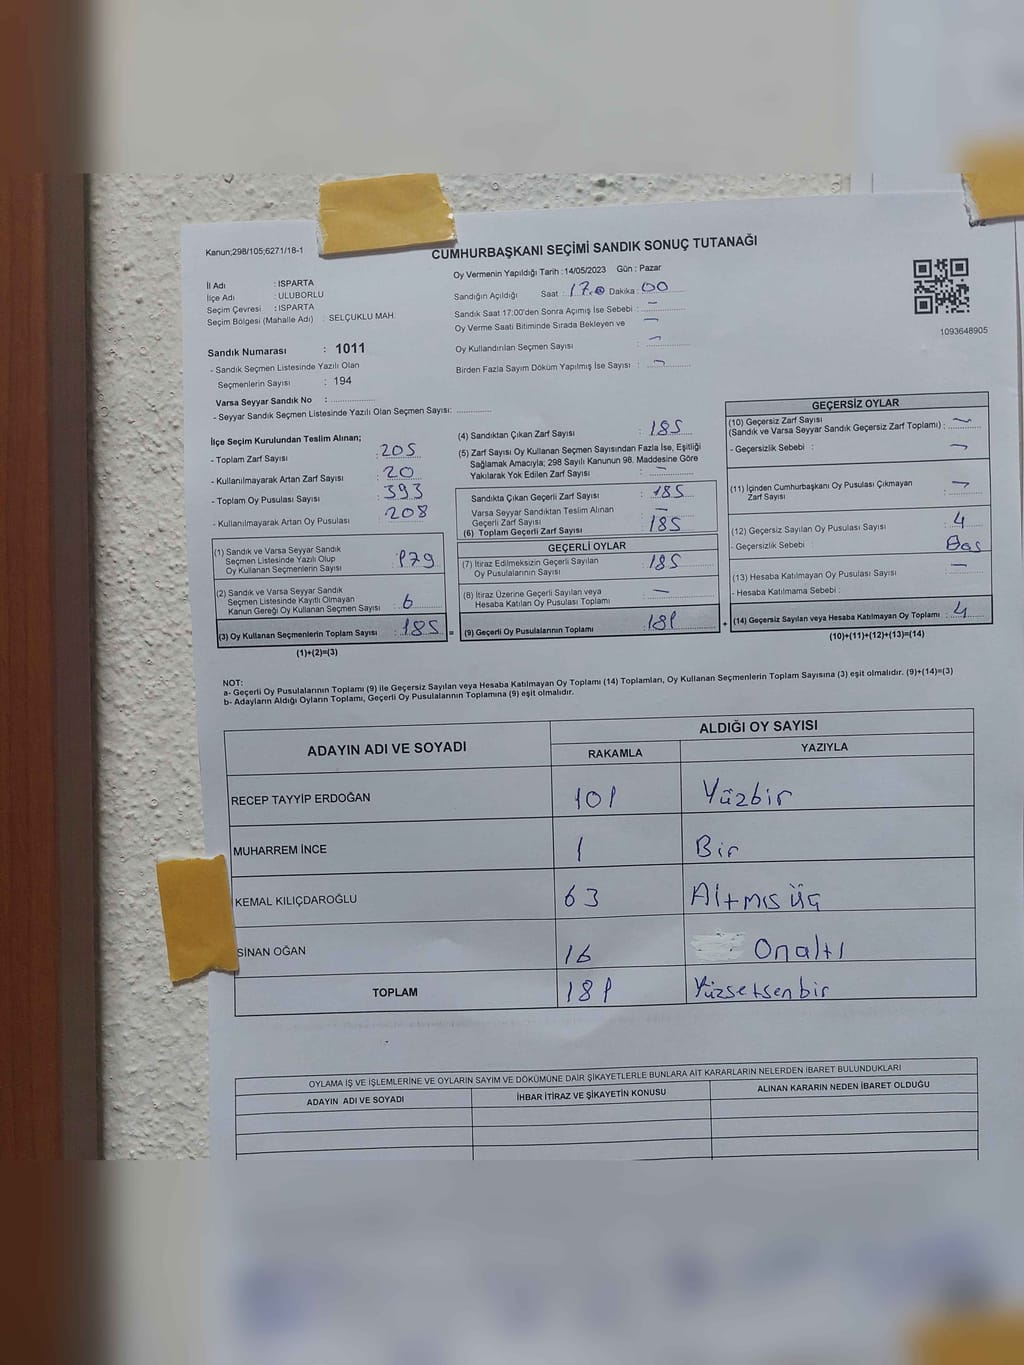 Kanun;298/105;6271/18-1
CUMHURBAŞKANI SEÇİMİ SANDIK SONUÇ TUTANAĞI
İl Adı : ISPARTA
İlçe Adı : ULUBORLU
Seçim Çevresi : ISPARTA
Seçim Bölgesi (Mahalle Adı) : SELÇUKLU MAH.
Sandık Numarası : 1011
- Sandık Seçmen Listesinde Yazılı Olan
Seçmenlerin Sayısı : 194
Varsa Seyyar Sandık No :
- Seyyar Sandık Seçmen Listesinde Yazılı Olan Seçmen Sayısı:
Oy Vermenin Yapıldığı Tarih :14/05/2023 Gün : Pazar
Sandığın Açıldığı Saat : 17.0 Dakika : 00
Sandık Saat 17:00'den Sonra Açımış İse Sebebi : -
Oy Verme Saati Bitiminde Sırada Bekleyen ve -
Oy Kullandırılan Seçmen Sayısı : -
Birden Fazla Sayım Döküm Yapılmış İse Sayısı : -
1093648905
İlçe Seçim Kurulundan Teslim Alınan;
- Toplam Zarf Sayısı : 205
- Kullanılmayarak Artan Zarf Sayısı : 20
- Toplam Oy Pusulası Sayısı : 393
- Kullanılmayarak Artan Oy Pusulası : 208
(1) Sandık ve Varsa Seyyar Sandık
Seçmen Listesinde Yazılı Olup
Oy Kullanan Seçmenlerin Sayısı : 179
(2) Sandık ve Varsa Seyyar Sandık
Seçmen Listesinde Kayıtlı Olmayan
Kanun Gereği Oy Kullanan Seçmen Sayısı : 6
(3) Oy Kullanan Seçmenlerin Toplam Sayısı : 185 =
(1)+(2)=(3)
(4) Sandıktan Çıkan Zarf Sayısı : 185
(5) Zarf Sayısı Oy Kullanan Seçmen Sayısından Fazla İse, Eşitliği
Sağlamak Amacıyla; 298 Sayılı Kanunun 98. Maddesine Göre
Yakılarak Yok Edilen Zarf Sayısı : -
Sandıkta Çıkan Geçerli Zarf Sayısı : 185
Varsa Seyyar Sandıktan Teslim Alınan
Geçerli Zarf Sayısı : -
(6) Toplam Geçerli Zarf Sayısı : 185
GEÇERLİ OYLAR
(7) İtiraz Edilmeksizin Geçerli Sayılan
Oy Pusulalarının Sayısı : 185
(8) İtiraz Üzerine Geçerli Sayılan veya
Hesaba Katılan Oy Pusulası Toplamı : -
(9) Geçerli Oy Pusulalarının Toplamı : 181 +
GEÇERSİZ OYLAR
(10) Geçersiz Zarf Sayısı
(Sandık ve Varsa Seyyar Sandık Geçersiz Zarf Toplamı) : -
- Geçersizlik Sebebi : -
(11) İçinden Cumhurbaşkanı Oy Pusulası Çıkmayan
Zarf Sayısı : -
(12) Geçersiz Sayılan Oy Pusulası Sayısı : 4
- Geçersizlik Sebebi : Boş
(13) Hesaba Katılmayan Oy Pusulası Sayısı : -
- Hesaba Katılmama Sebebi :
(14) Geçersiz Sayılan veya Hesaba Katılmayan Oy Toplamı : 4
(10)+(11)+(12)+(13)=(14)
NOT:
a- Geçerli Oy Pusulalarının Toplamı (9) ile Geçersiz Sayılan veya Hesaba Katılmayan Oy Toplamı (14) Toplamları, Oy Kullanan Seçmenlerin Toplam Sayısına (3) eşit olmalıdır. (9)+(14)=(3)
b- Adayların Aldığı Oyların Toplamı, Geçerli Oy Pusulalarının Toplamına (9) eşit olmalıdır.
ADAYIN ADI VE SOYADI
ALDIĞI OY SAYISI
RAKAMLA YAZIYLA
RECEP TAYYİP ERDOĞAN 101 Yüzbir
MUHARREM İNCE 1 Bir
KEMAL KILIÇDAROĞLU 63 Altmıs üç
SİNAN OĞAN 16 Onaltı
TOPLAM 181 Yüzsetsenbir
OYLAMA İŞ VE İŞLEMLERİNE VE OYLARIN SAYIM VE DÖKÜMÜNE DAİR ŞİKAYETLERLE BUNLARA AİT KARARLARIN NELERDEN İBARET BULUNDUKLARI
ADAYIN ADI VE SOYADI İHBAR İTİRAZ VE ŞİKAYETİN KONUSU ALINAN KARARIN NEDEN İBARET OLDUĞU